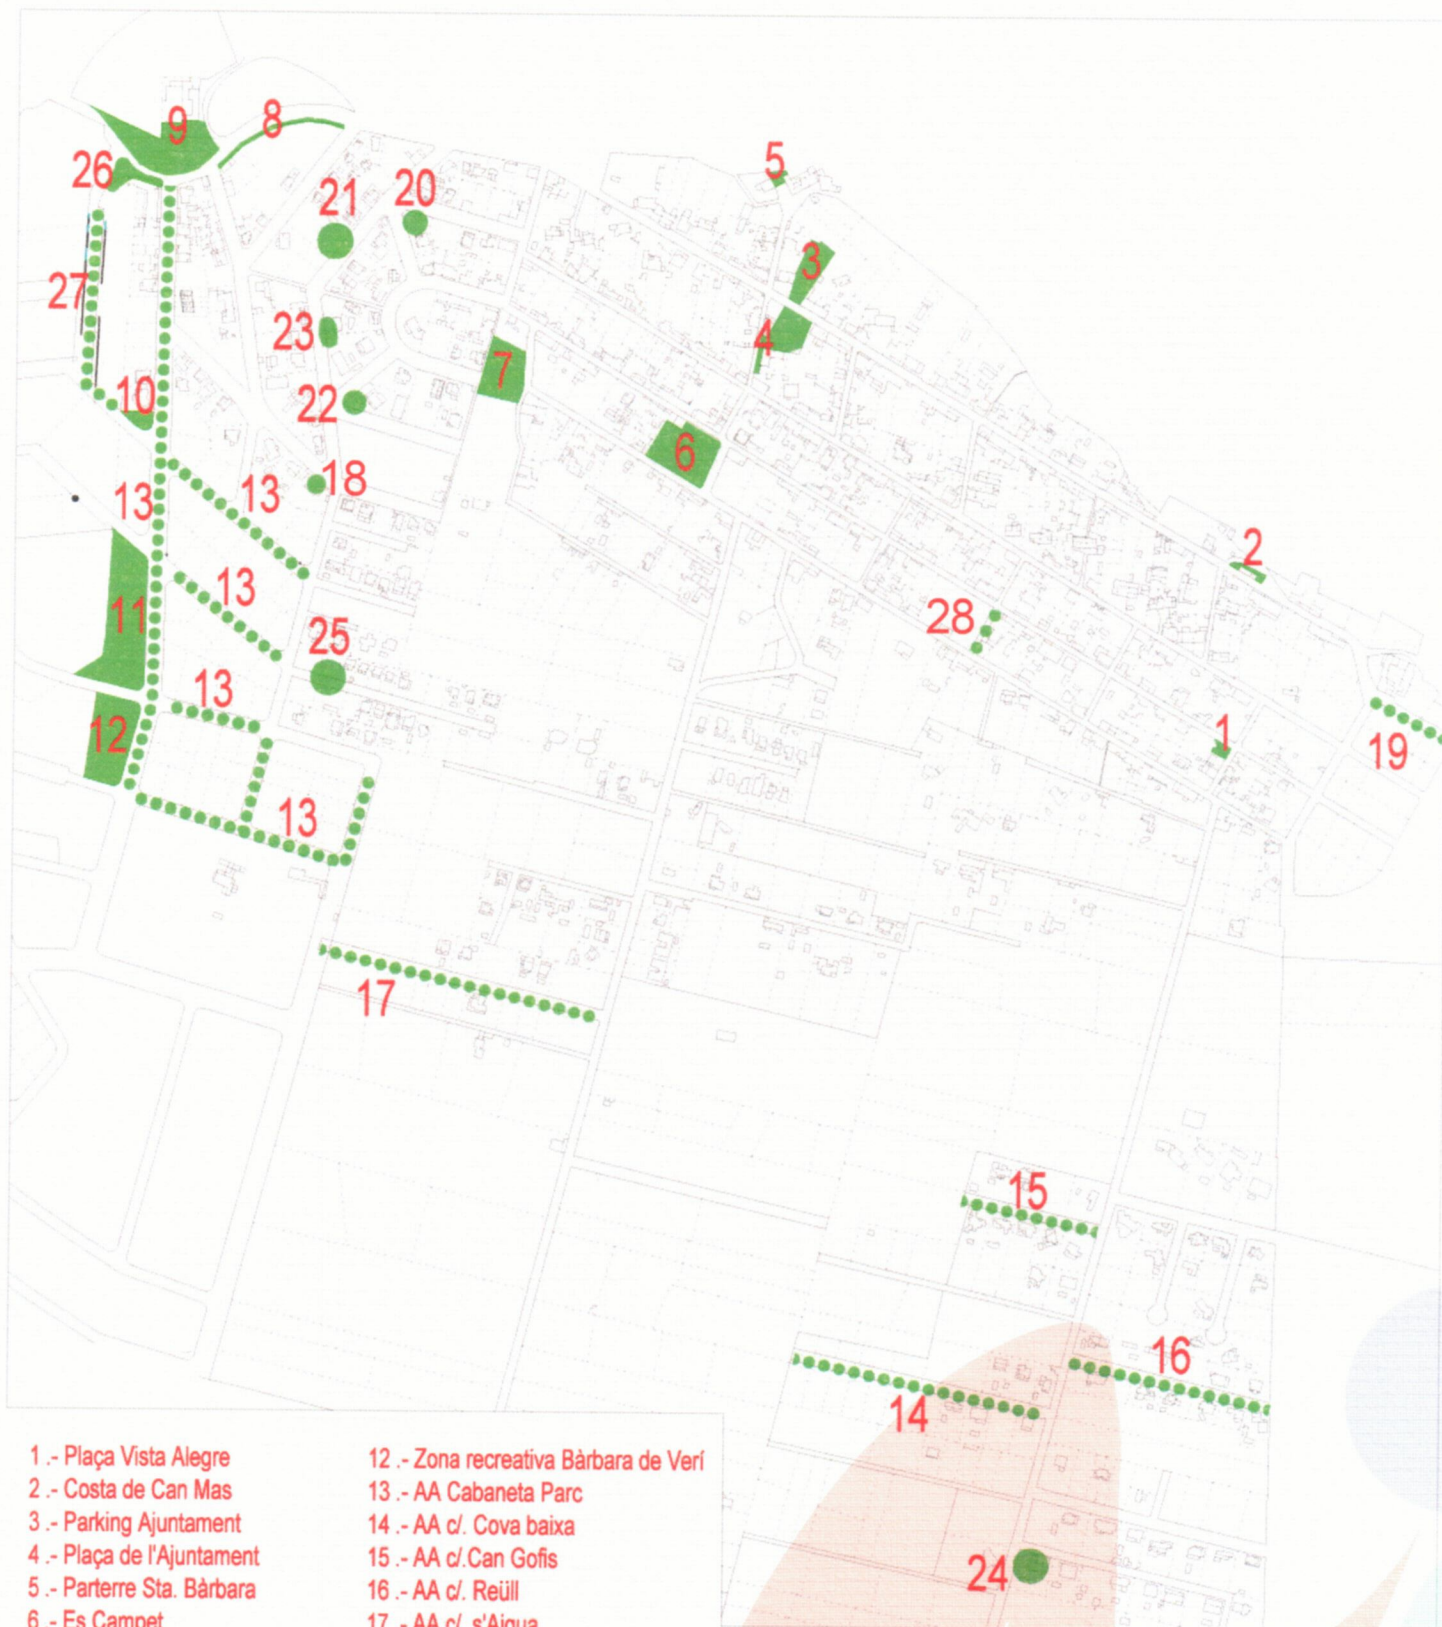 9
8
5
26
21
20
3
27
23
4
7
10
22
6
18
13
13
2
13
11
28
25
13
12
1
19
13
17
15
16
14
24
1 .- Plaça Vista Alegre
2 .- Costa de Can Mas
3 .- Parking Ajuntament
4 .- Plaça de l'Ajuntament
5 .- Parterre Sta. Bàrbara
6 .- Es Campet
12 .- Zona recreativa Bàrbara de Verí
13 .- AA Cabaneta Parc
14 .- AA c/. Cova baixa
15 .- AA c/.Can Gofis
16 .- AA c/. Reüll
17 .- AA c/. s'Aigua